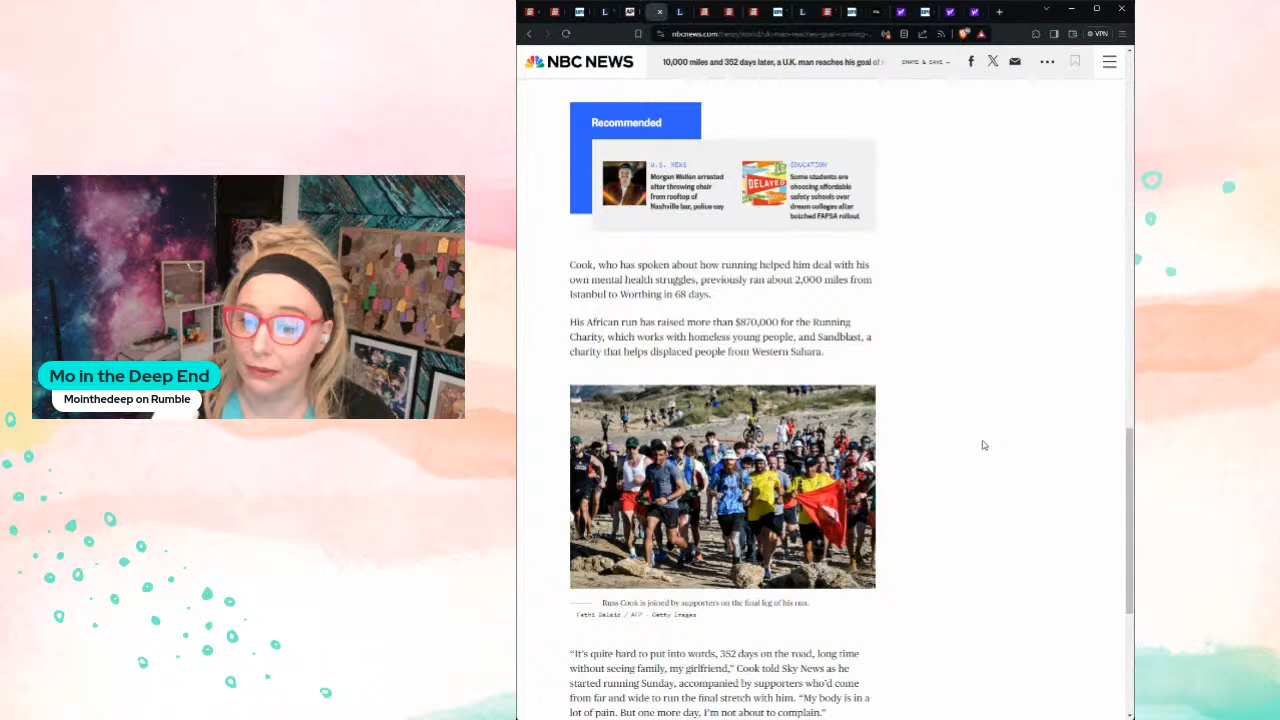 Mo in the Deep End
Mointhedeep on Rumble
VPN
NBC NEWS
10,000 miles and 352 days later, a U.K. man reaches his goal of
SHARE & SAVE —
Recommended
U.S. NEWS
Morgan Wallen arrested
after throwing chair
from rooftop of
Nashville bar, police say
DELAYED
EDUCATION
Some students are
choosing affordable
safety schools over
dream colleges after
botched FAFSA rollout
Cook, who has spoken about how running helped him deal with his
own mental health struggles, previously ran about 2,000 miles from
Istanbul to Worthing in 68 days.
His African run has raised more than $870,000 for the Running
Charity, which works with homeless young people, and Sandblast, a
charity that helps displaced people from Western Sahara.
Russ Cook is joined by supporters on the final leg of his run.
Fethi Belaid / AFP - Getty Images
“It’s quite hard to put into words, 352 days on the road, long time
without seeing family, my girlfriend,” Cook told Sky News as he
started running Sunday, accompanied by supporters who’d come
from far and wide to run the final stretch with him. “My body is in a
lot of pain. But one more day, I’m not about to complain.”